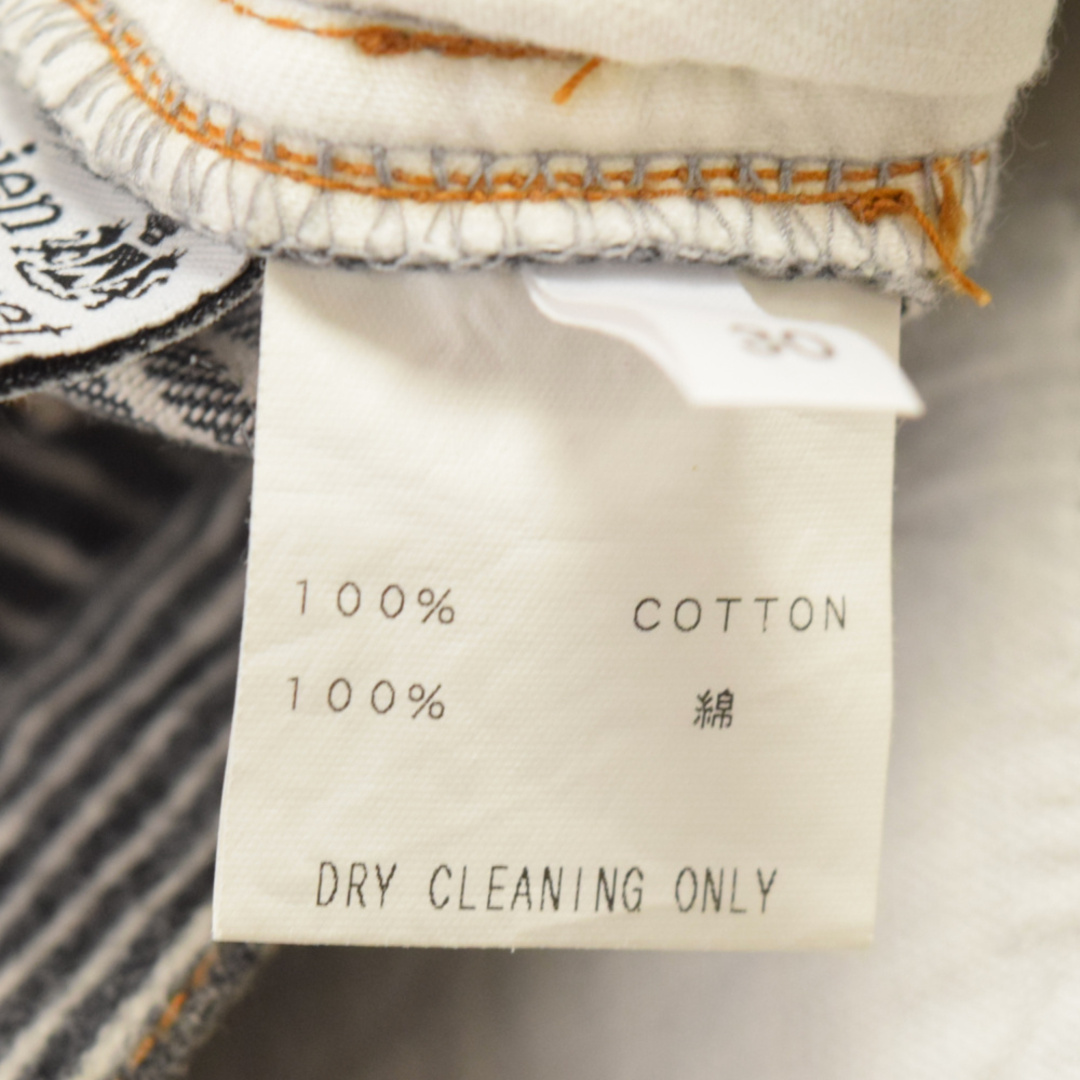 30
100% COTTON
100% 綿
DRY CLEANING ONLY